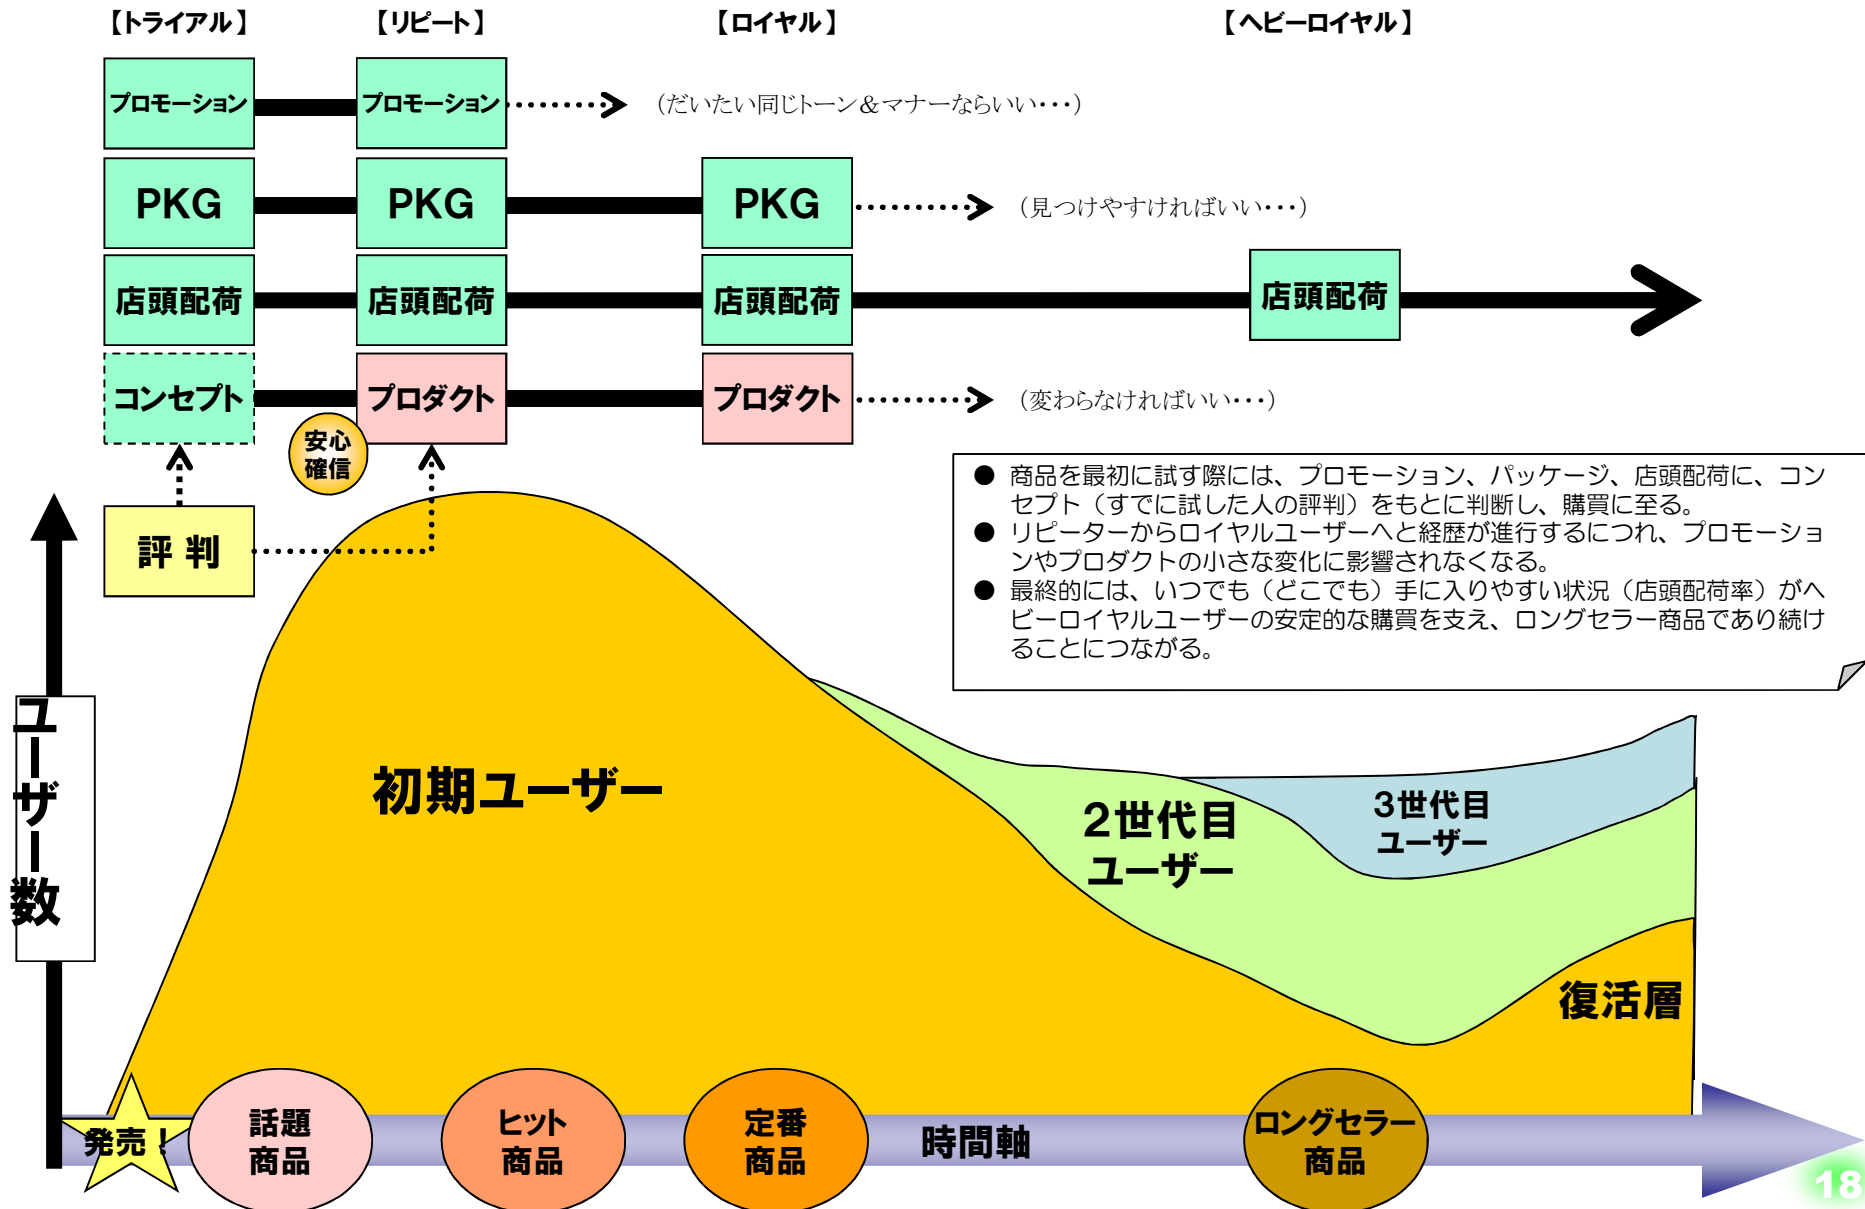 【トライアル】 【リピート】 【ロイヤル】 【ヘビーロイヤル】
プロモーション プロモーション (だいたい同じトーン&マナーならいい・・・)
PKG PKG PKG (見つけやすければいい・・・)
店頭配荷 店頭配荷 店頭配荷 店頭配荷
コンセプト プロダクト プロダクト (変わらなければいい・・・)
安心
確信
評 判
● 商品を最初に試す際には、プロモーション、パッケージ、店頭配荷に、コン
セプト（すでに試した人の評判）をもとに判断し、購買に至る。
● リピーターからロイヤルユーザーへと経歴が進行するにつれ、プロモーショ
ンやプロダクトの小さな変化に影響されなくなる。
● 最終的には、いつでも（どこでも）手に入りやすい状況（店頭配荷率）がヘ
ビーロイヤルユーザーの安定的な購買を支え、ロングセラー商品であり続け
ることにつながる。
ユーザー数
初期ユーザー
2世代目
ユーザー
3世代目
ユーザー
復活層
発売！
話題
商品
ヒット
商品
定番
商品
時間軸
ロングセラー
商品
18